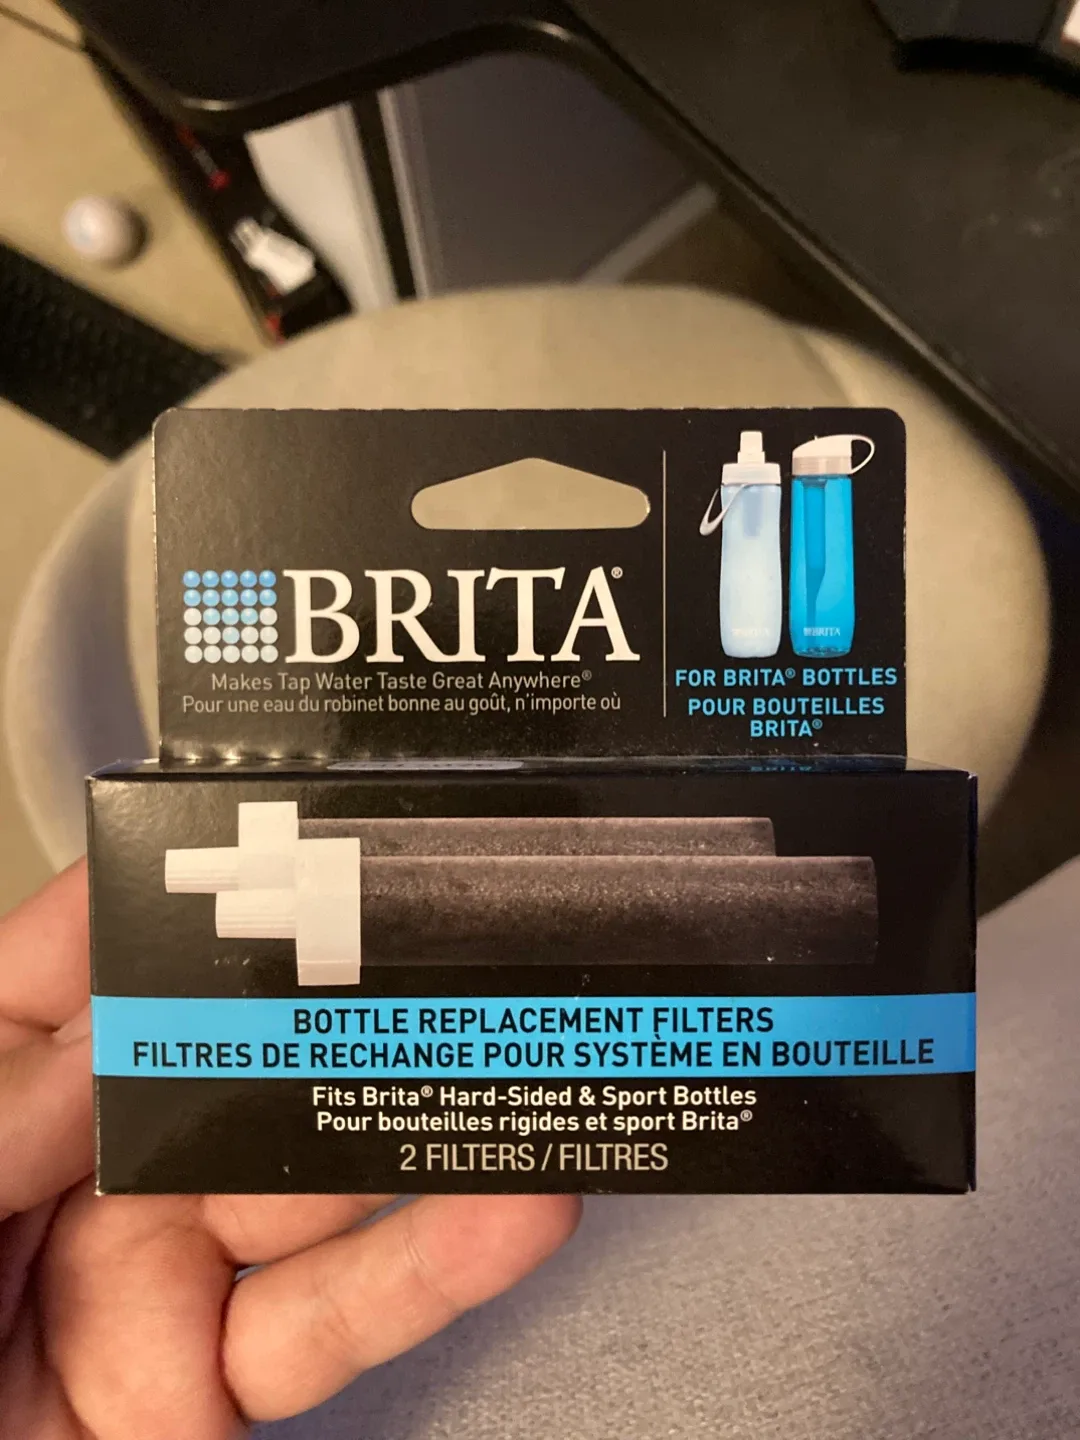 BRITA®
Makes Tap Water Taste Great Anywhere®
Pour une eau du robinet bonne au goût, n'importe où
BRITA
BRITA
FOR BRITA® BOTTLES
POUR BOUTEILLES
BRITA®
BOTTLE REPLACEMENT FILTERS
FILTRES DE RECHANGE POUR SYSTÈME EN BOUTEILLE
Fits Brita® Hard-Sided & Sport Bottles
Pour bouteilles rigides et sport Brita®
2 FILTERS / FILTRES